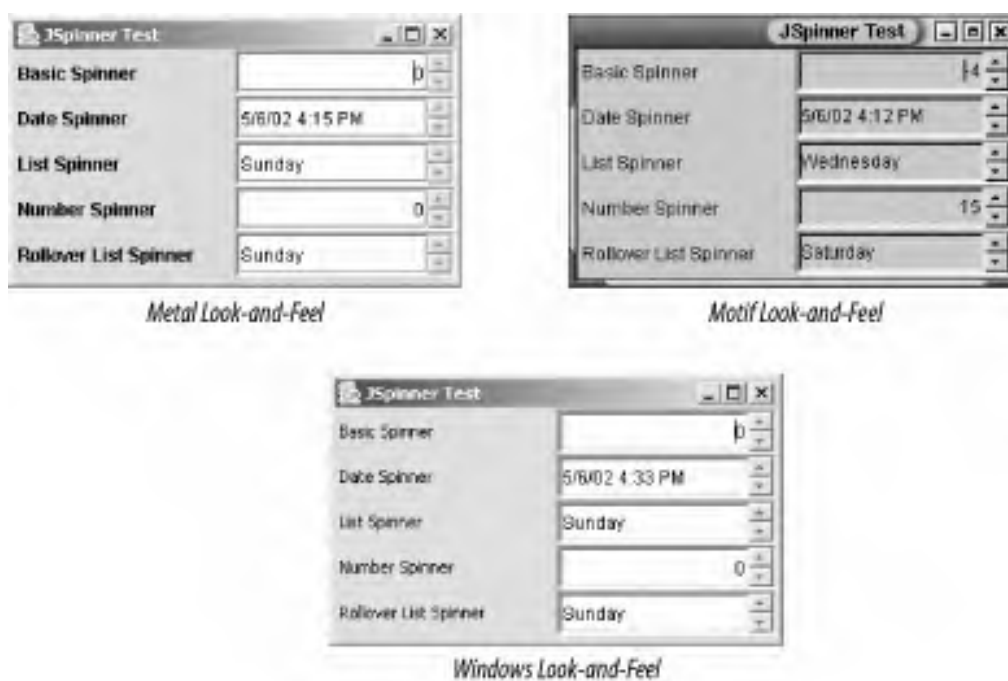 JSpinner Test
Basic Spinner 0
Date Spinner 5/6/02 4:15 PM
List Spinner Sunday
Number Spinner 0
Rollover List Spinner Sunday
Metal Look-and-Feel
JSpinner Test
Basic Spinner -4
Date Spinner 5/6/02 4:12 PM
List Spinner Wednesday
Number Spinner 15
Rollover List Spinner Saturday
Motif Look-and-Feel
JSpinner Test
Basic Spinner 0
Date Spinner 5/6/02 4:33 PM
List Spinner Sunday
Number Spinner 0
Rollover List Spinner Sunday
Windows Look-and-Feel